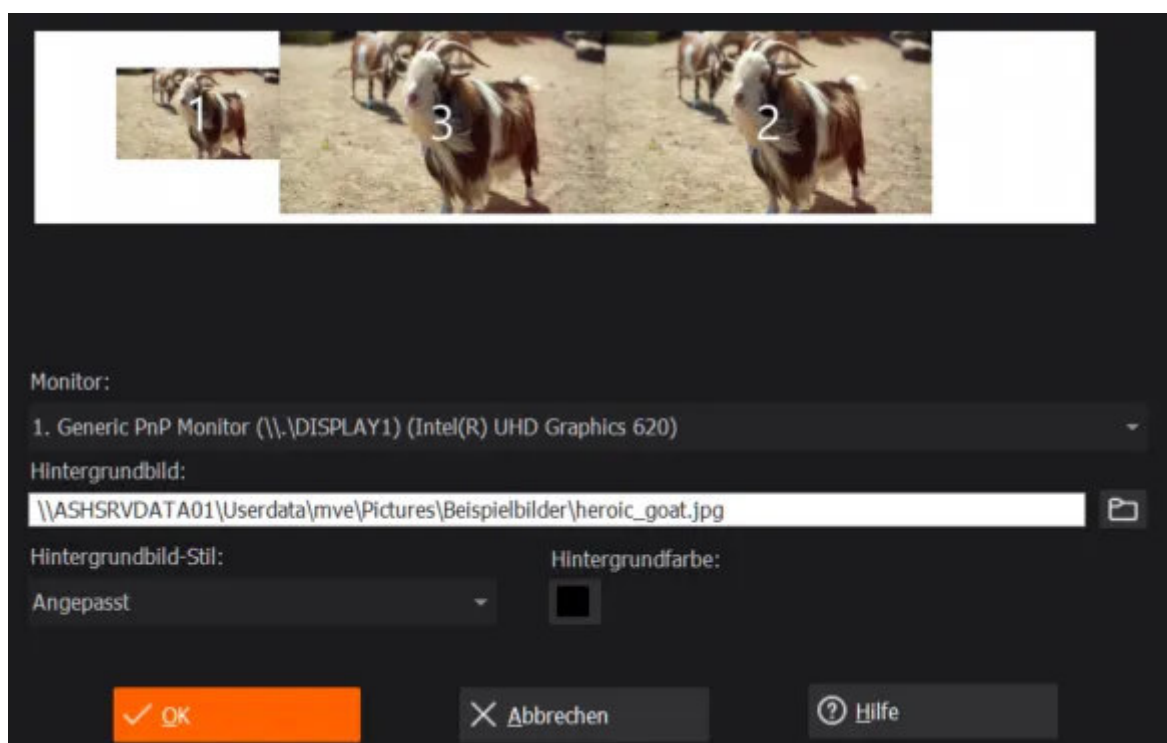 1 3 2
Monitor:
1. Generic PnP Monitor (\\.\DISPLAY1) (Intel(R) UHD Graphics 620)
Hintergrundbild:
\\ASHSRVDATA01\Userdata\mve\Pictures\Beispielbilder\heroic_goat.jpg
Hintergrundbild-Stil: Hintergrundfarbe:
Angepasst
OK Abbrechen Hilfe